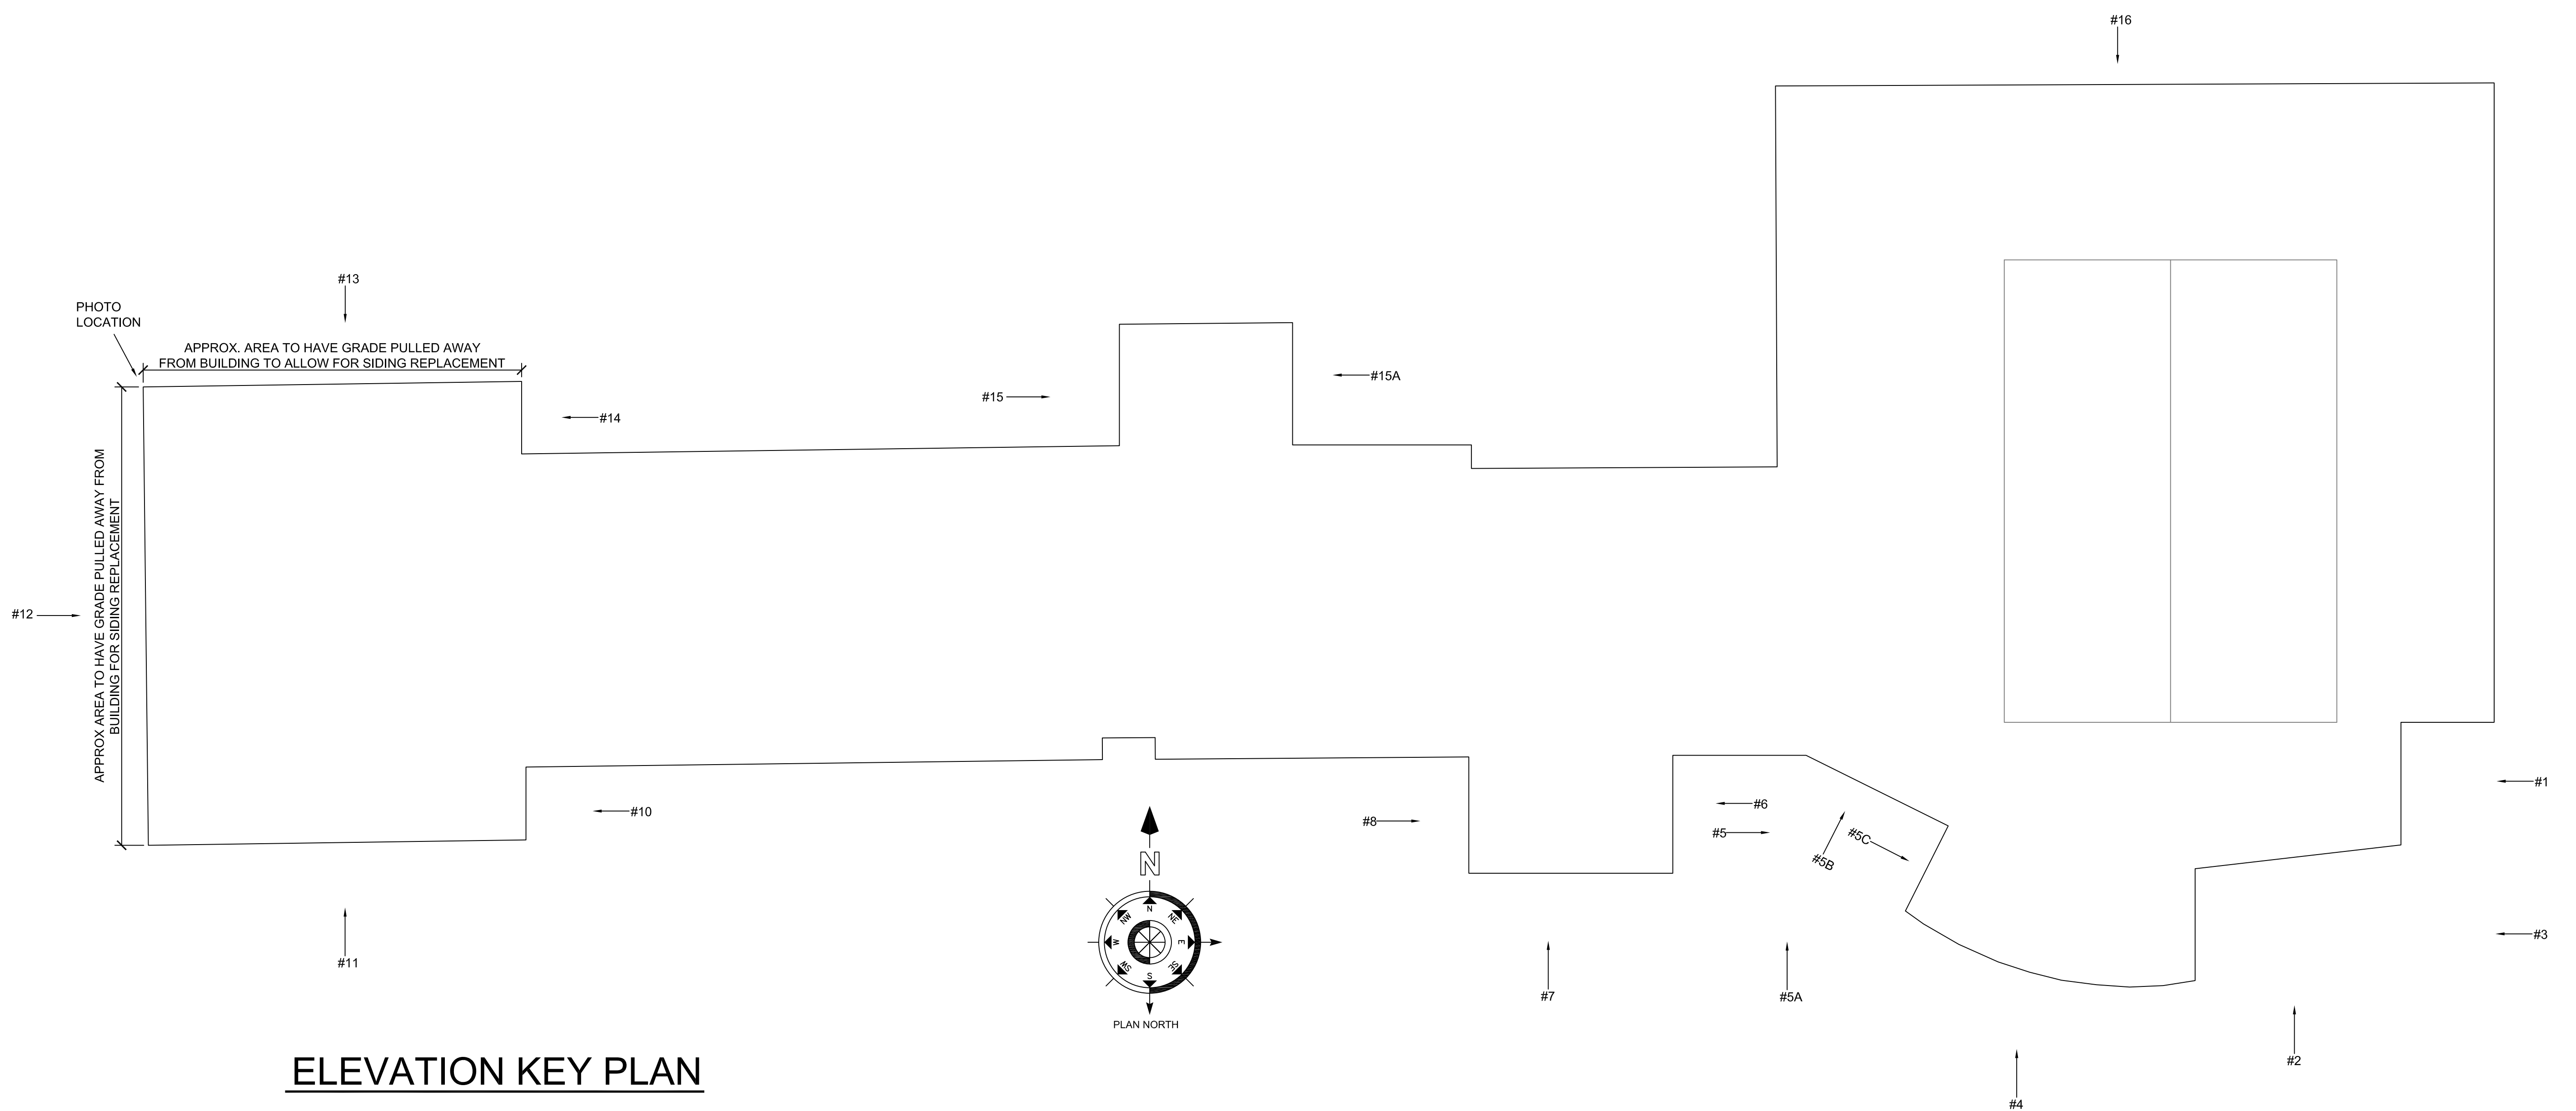 #16
#13
PHOTO
LOCATION
APPROX. AREA TO HAVE GRADE PULLED AWAY
FROM BUILDING TO ALLOW FOR SIDING REPLACEMENT
#15A
#15
#14
APPROX AREA TO HAVE GRADE PULLED AWAY FROM
BUILDING FOR SIDING REPLACEMENT
#12
#1
#6
#10
#8
#5
#5C
#5B
N
N
NW
NE
W
E
SW
SE
S
PLAN NORTH
#3
#11
#7
#5A
#2
ELEVATION KEY PLAN
#4